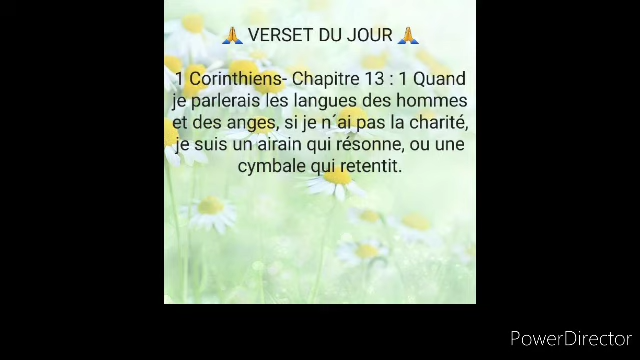 🙏 VERSET DU JOUR 🙏
1 Corinthiens- Chapitre 13 : 1 Quand
je parlerais les langues des hommes
et des anges, si je n´ai pas la charité,
je suis un airain qui résonne, ou une
cymbale qui retentit.
PowerDirector